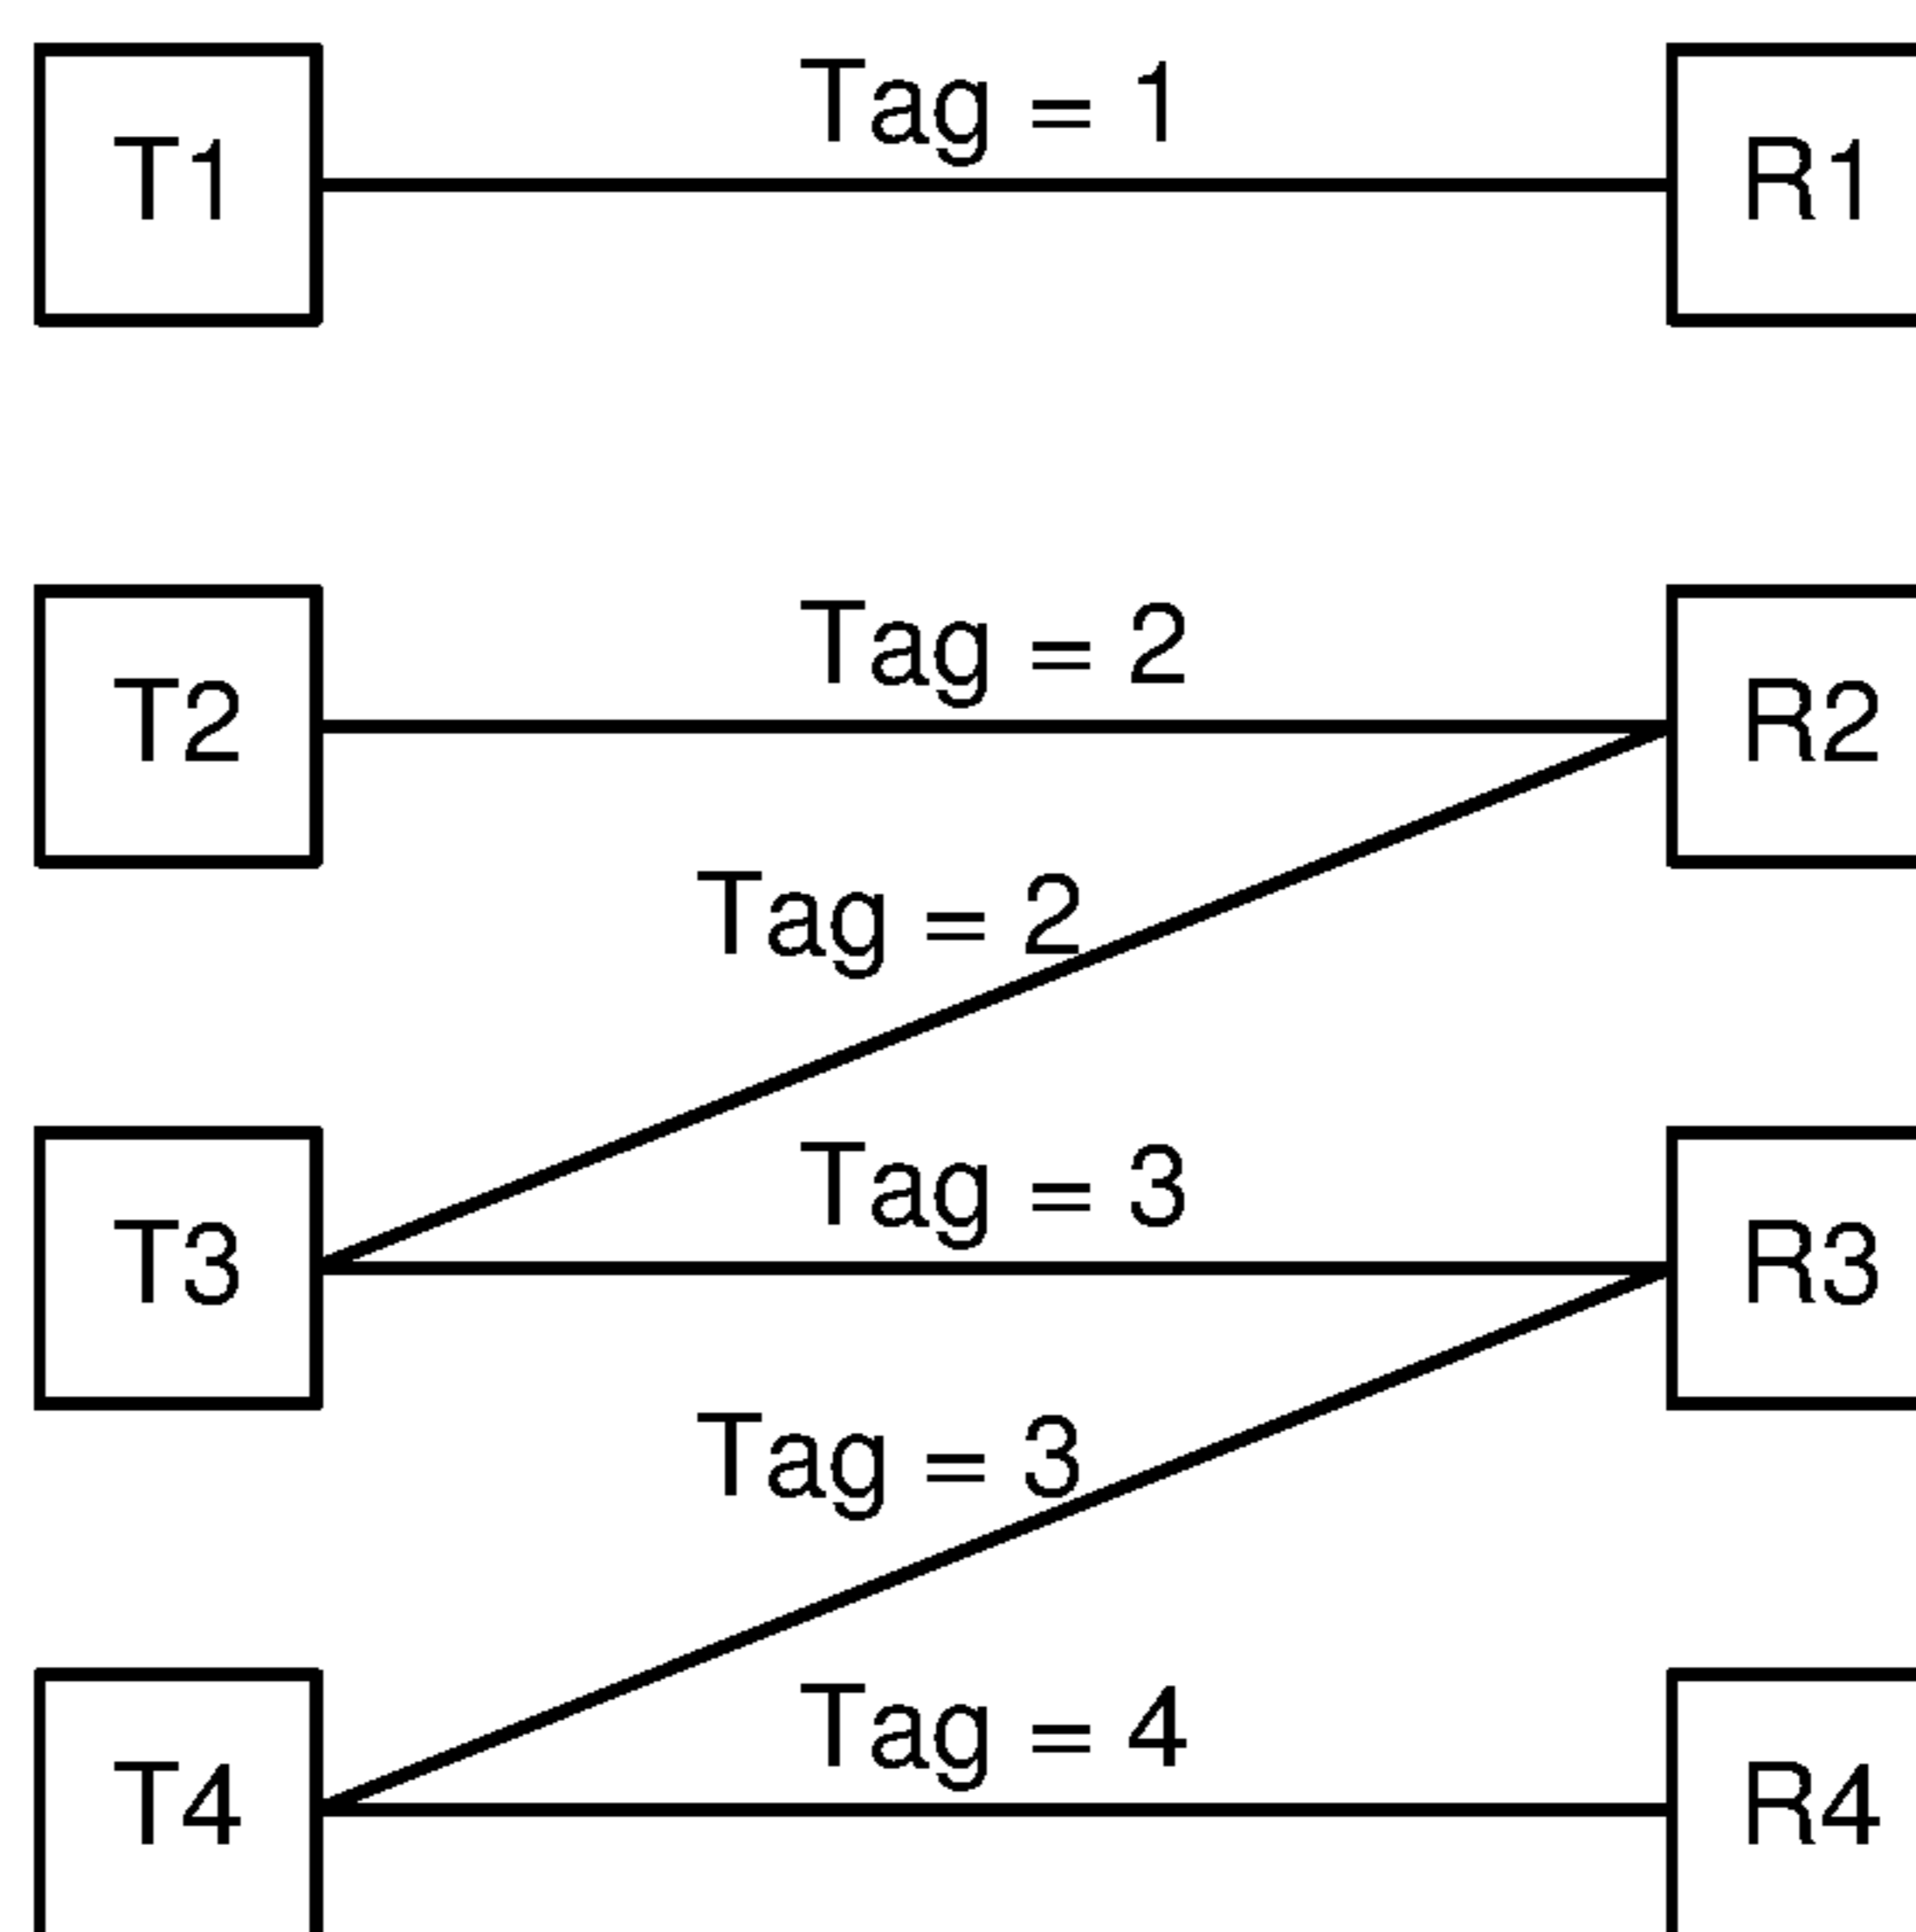 Tag = 1
T1 R1
Tag = 2
T2 R2
Tag = 2
Tag = 3
T3 R3
Tag = 3
Tag = 4
T4 R4